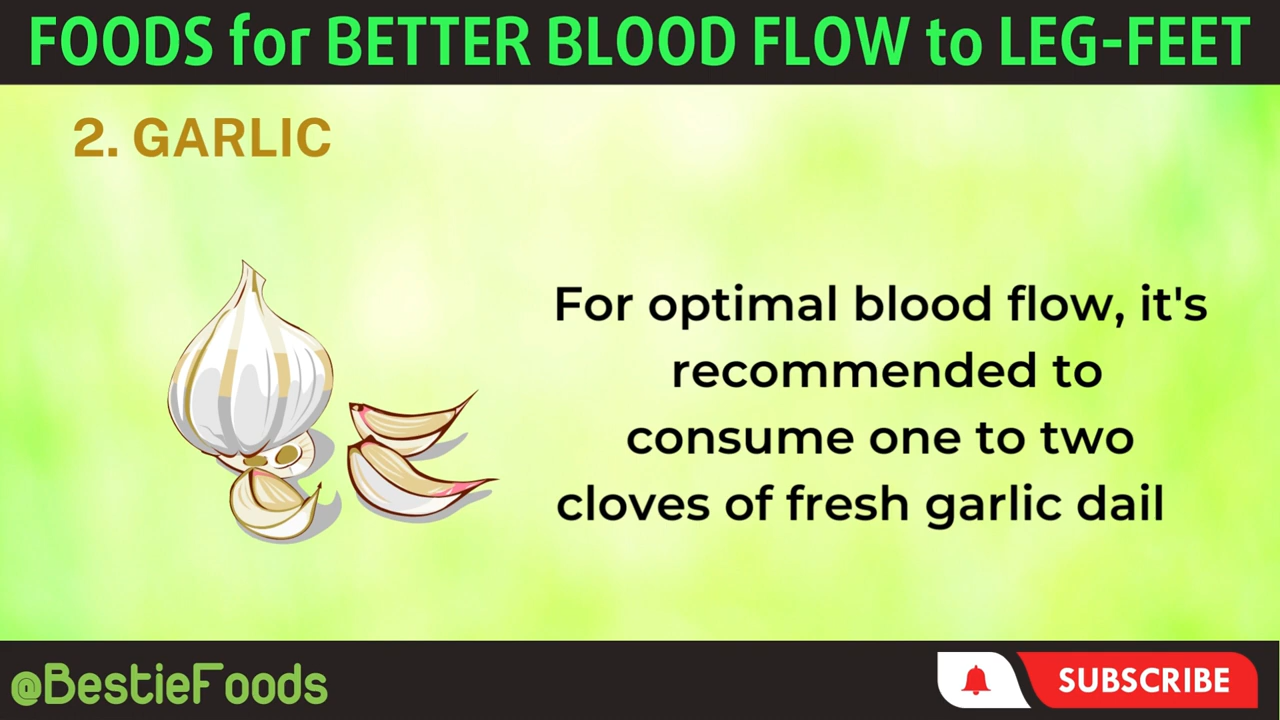 FOODS for BETTER BLOOD FLOW to LEG-FEET
2. GARLIC
For optimal blood flow, it's
recommended to
consume one to two
cloves of fresh garlic dail
@BestieFoods
SUBSCRIBE